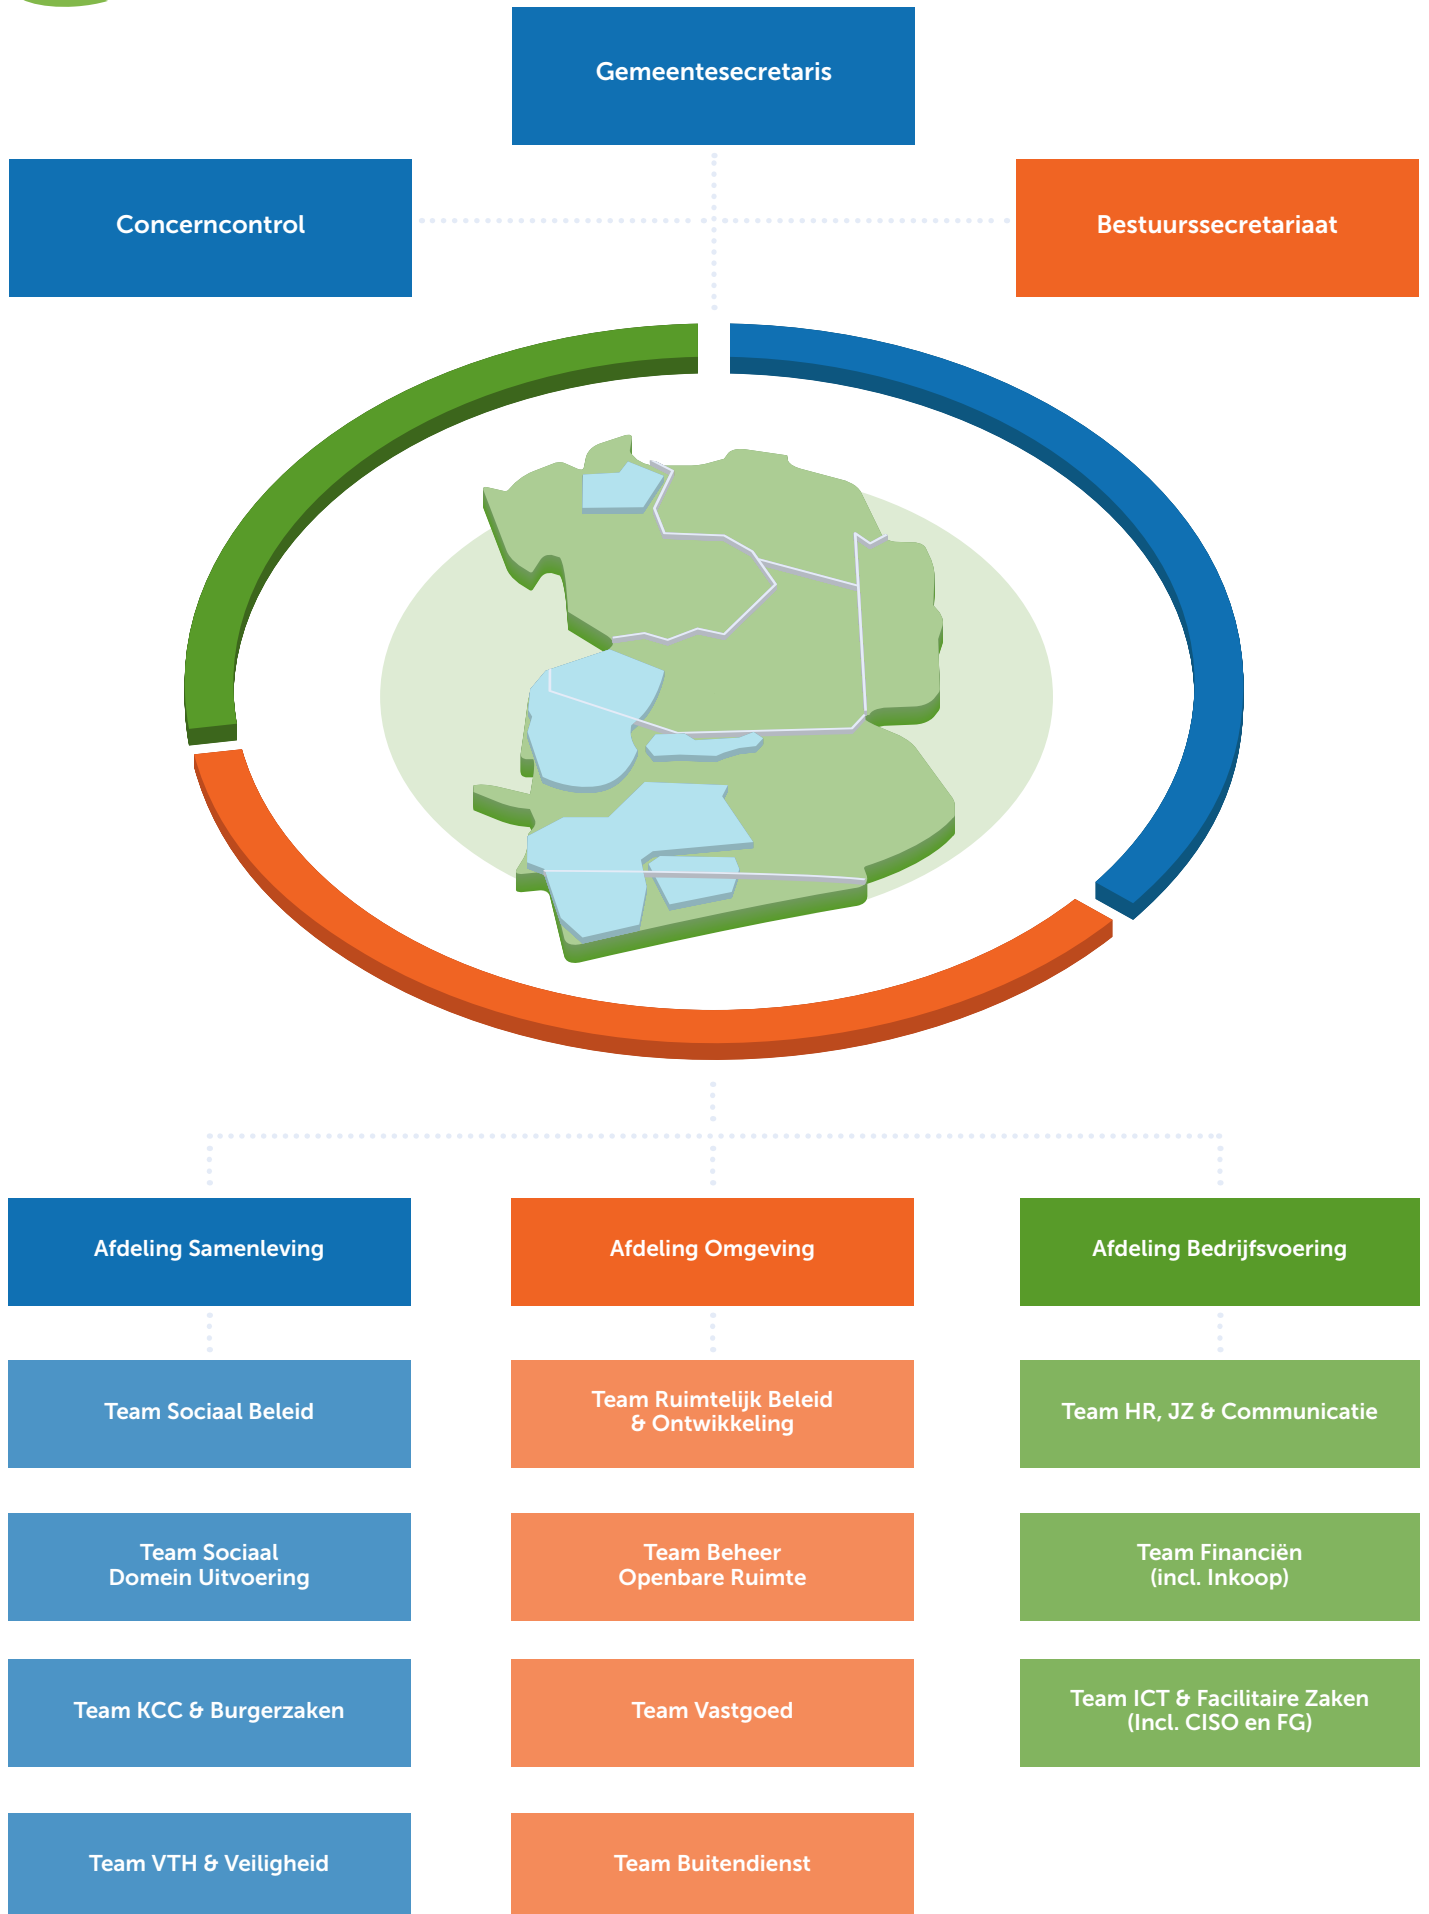 Gemeentesecretaris
Concerncontrol
Bestuurssecretariaat
Afdeling Samenleving
Afdeling Omgeving
Afdeling Bedrijfsvoering
Team Sociaal Beleid
Team Ruimtelijk Beleid
& Ontwikkeling
Team HR, JZ & Communicatie
Team Sociaal
Domein Uitvoering
Team Beheer
Openbare Ruimte
Team Financiën
(incl. Inkoop)
Team KCC & Burgerzaken
Team Vastgoed
Team ICT & Facilitaire Zaken
(Incl. CISO en FG)
Team VTH & Veiligheid
Team Buitendienst